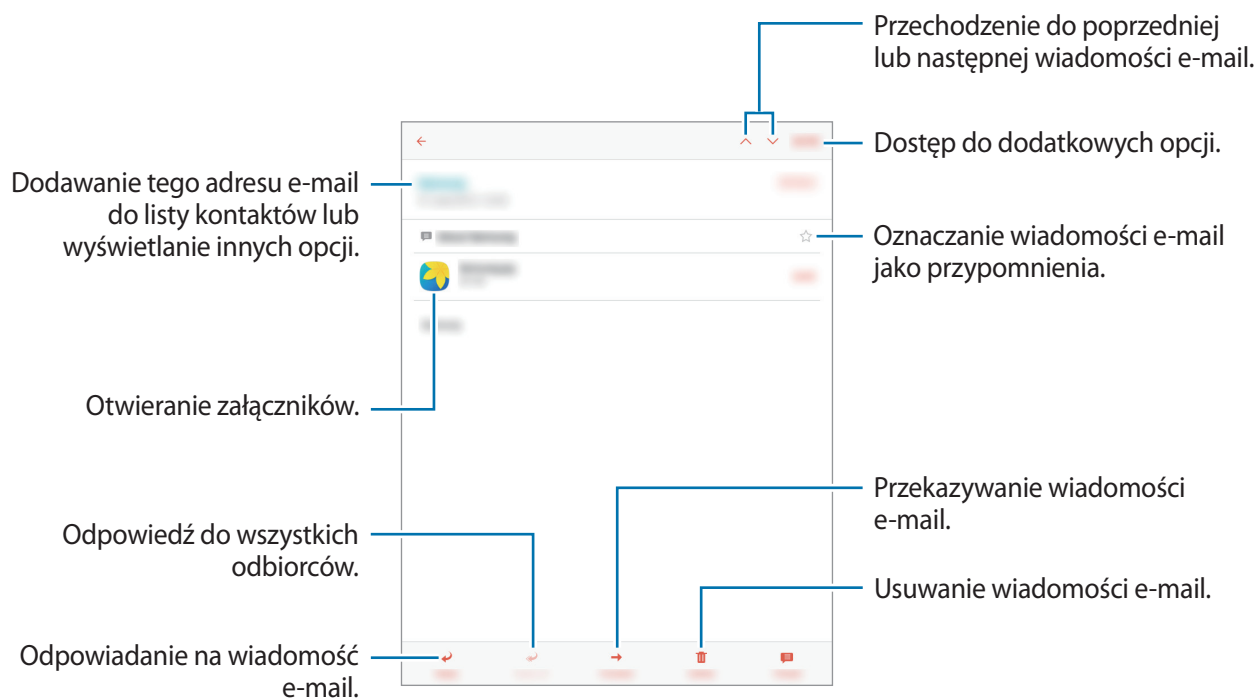 Przechodzenie do poprzedniej
lub następnej wiadomości e-mail.
Dostęp do dodatkowych opcji.
Dodawanie tego adresu e-mail
do listy kontaktów lub
wyświetlanie innych opcji.
Oznaczanie wiadomości e-mail
jako przypomnienia.
Otwieranie załączników.
Przekazywanie wiadomości
e-mail.
Odpowiedź do wszystkich
odbiorców.
Usuwanie wiadomości e-mail.
Odpowiadanie na wiadomość
e-mail.